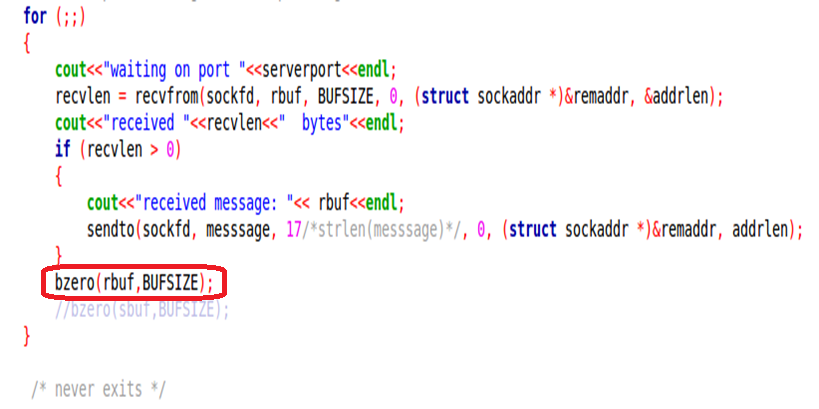 for (;;)
{
cout<<"waiting on port "<<serverport<<endl;
recvlen = recvfrom(sockfd, rbuf, BUFSIZE, 0, (struct sockaddr *)&remaddr, &addrlen);
cout<<"received "<<recvlen<<"  bytes"<<endl;
if (recvlen > 0)
{
cout<<"received message: "<< rbuf<<endl;
sendto(sockfd, messsage, 17/*strlen(messsage)*/, 0, (struct sockaddr *)&remaddr, addrlen);
}
bzero(rbuf,BUFSIZE);
//bzero(sbuf,BUFSIZE);
}
/* never exits */